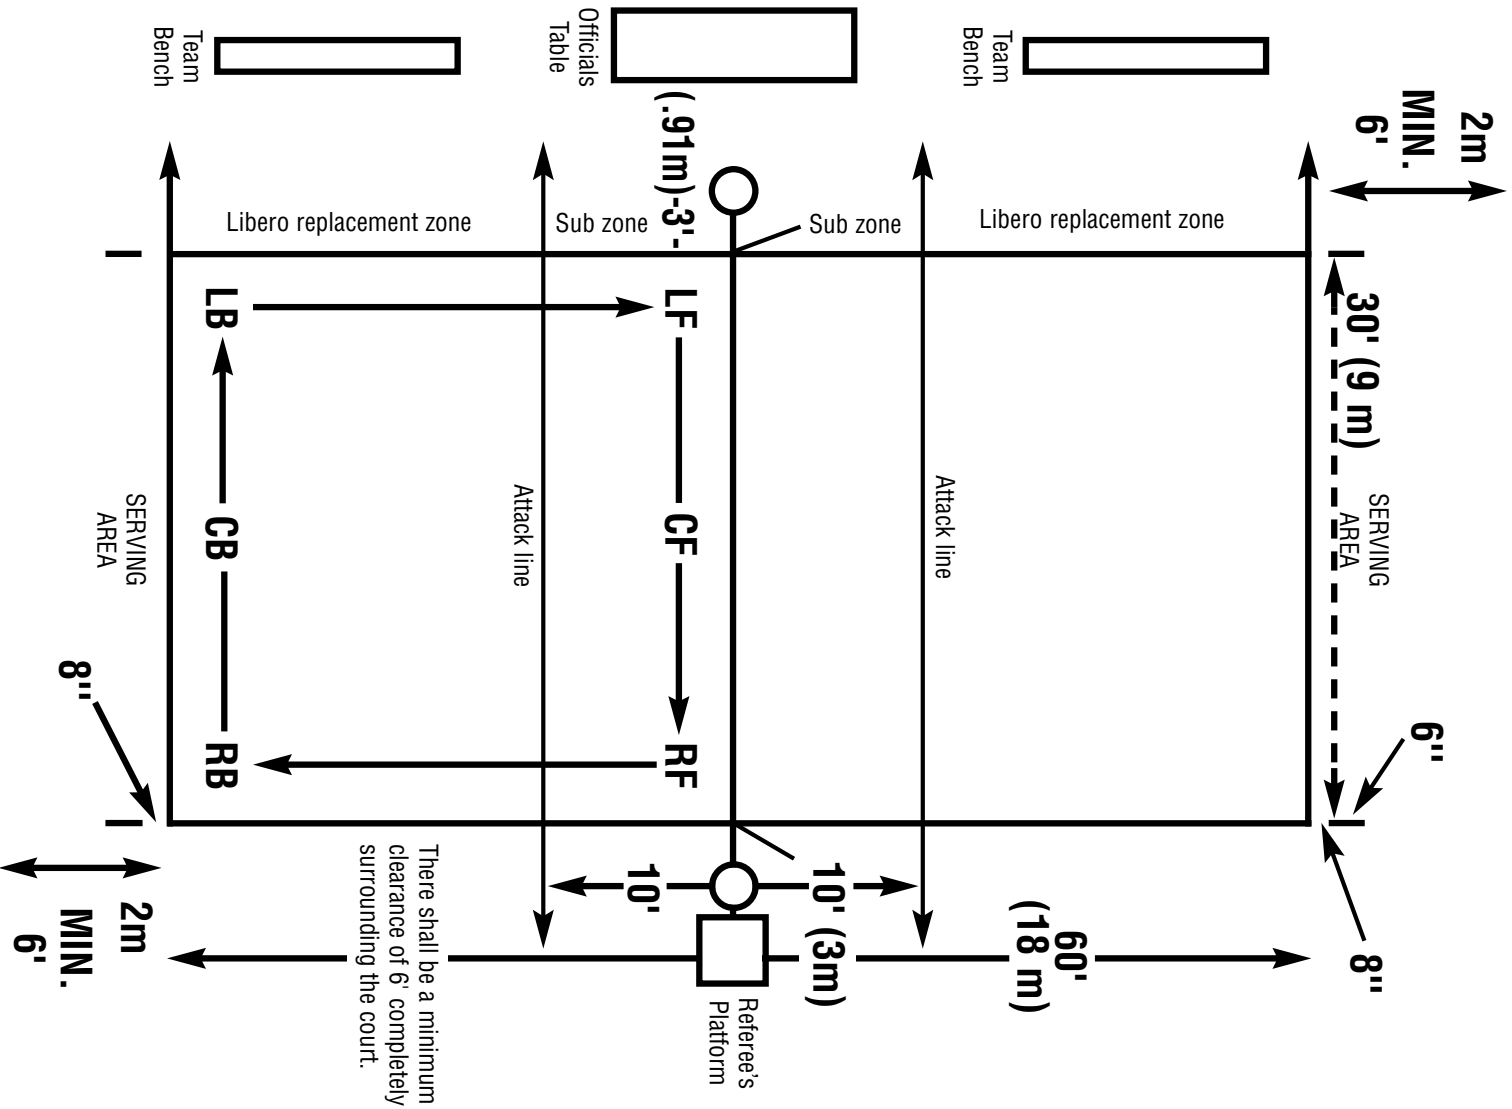 Team
Bench
Officials
Table
Team
Bench
2m
MIN.
6'
(.91m)-3'-
Libero replacement zone
Sub zone
Sub zone
Libero replacement zone
30' (9 m)
LB
LF
Attack line
Attack line
SERVING
AREA
CB
CF
SERVING
AREA
8"
RB
RF
6"
10'
10' (3m)
60'
(18 m)
8"
2m
MIN.
6'
There shall be a minimum
clearance of 6' completely
surrounding the court.
Referee's
Platform